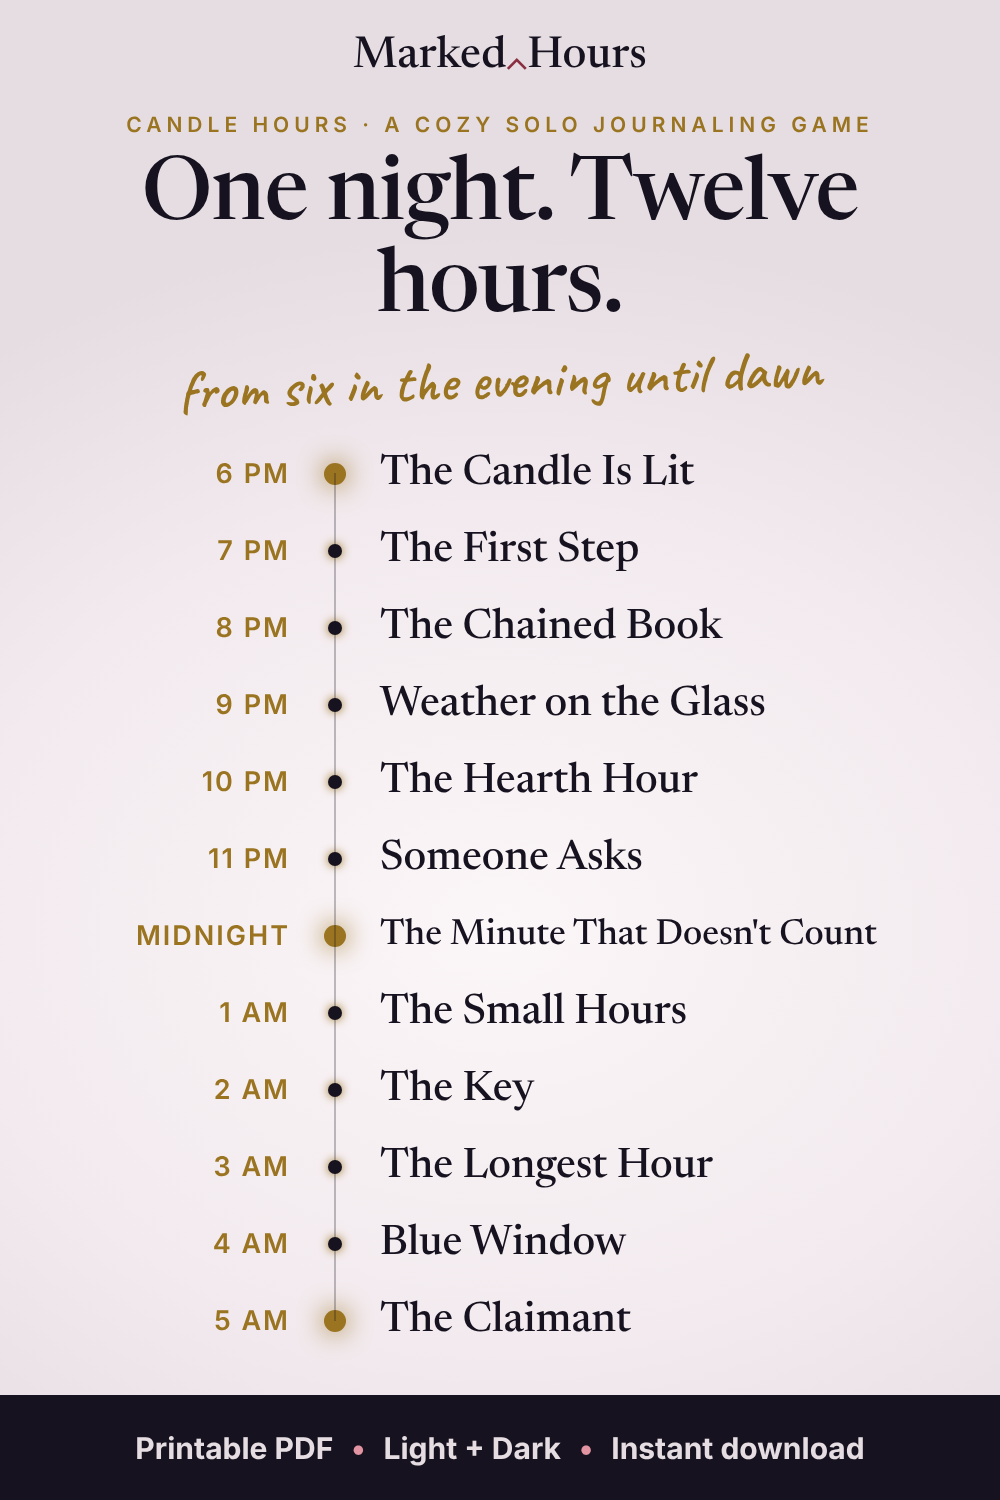 Marked‸Hours
CANDLE HOURS · A COZY SOLO JOURNALING GAME
One night. Twelve
hours.
from six in the evening until dawn
6 PM The Candle Is Lit
7 PM The First Step
8 PM The Chained Book
9 PM Weather on the Glass
10 PM The Hearth Hour
11 PM Someone Asks
MIDNIGHT The Minute That Doesn't Count
1 AM The Small Hours
2 AM The Key
3 AM The Longest Hour
4 AM Blue Window
5 AM The Claimant
Printable PDF • Light + Dark • Instant download